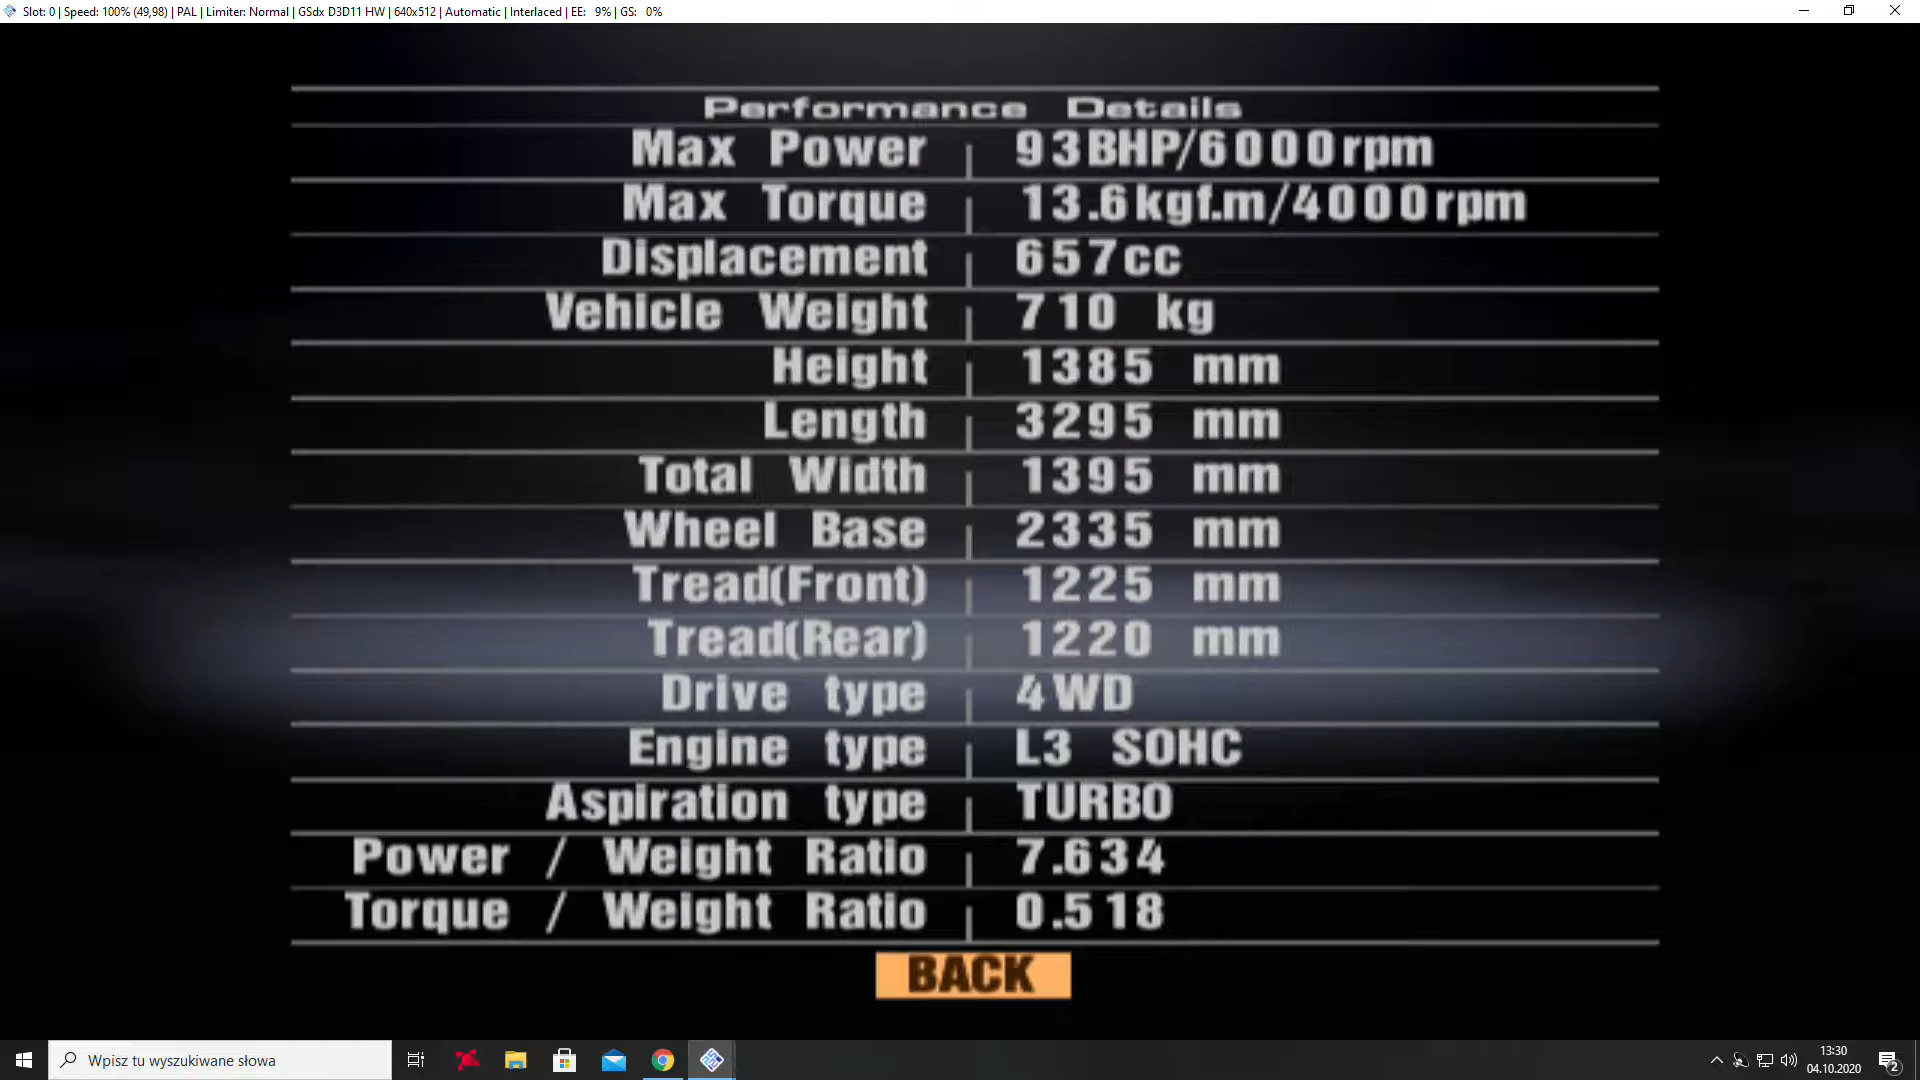 Slot: 0 | Speed: 100% (49,98) | PAL | Limiter: Normal | GSdx D3D11 HW | 640x512 | Automatic | Interlaced | EE: 9% | GS: 0%
Performance Details
Max Power 93BHP/6000rpm
Max Torque 13.6kgf.m/4000rpm
Displacement 657cc
Vehicle Weight 710 kg
Height 1385 mm
Length 3295 mm
Total Width 1395 mm
Wheel Base 2335 mm
Tread(Front) 1225 mm
Tread(Rear) 1220 mm
Drive type 4WD
Engine type L3 SOHC
Aspiration type TURBO
Power / Weight Ratio 7.634
Torque / Weight Ratio 0.518
BACK
Wpisz tu wyszukiwane słowa
13:30
04.10.2020
2